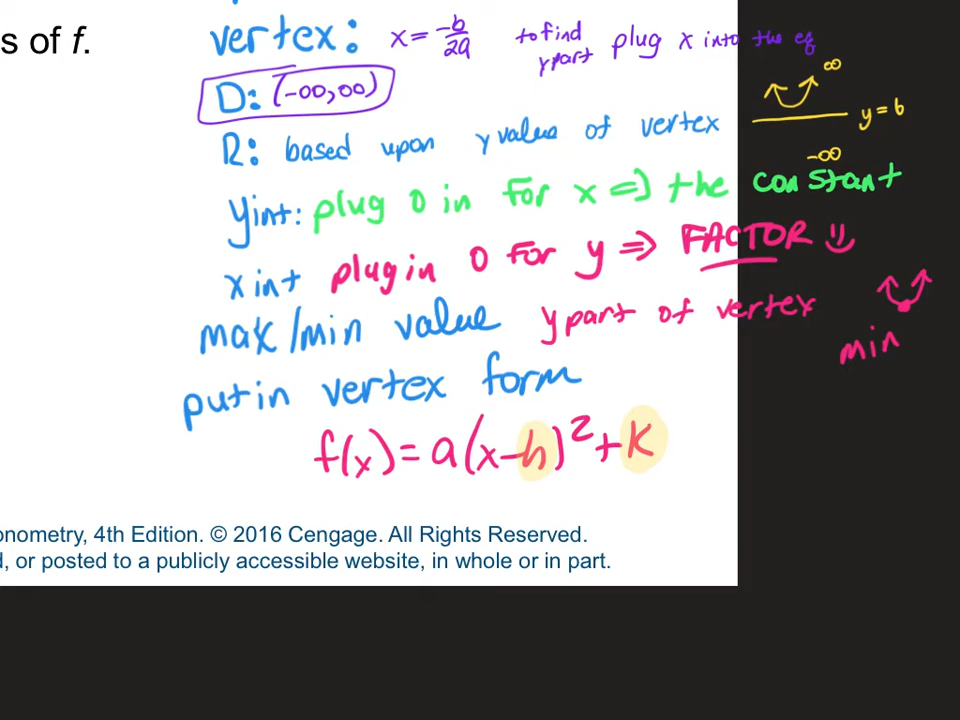 s of f.
vertex: x = -b/2a to find y part plug x into the eq
D: (-∞,∞)
∞
y = 6
-∞
R: based upon y value of vertex
y int: plug 0 in for x => the constant
x int plug in 0 for y => FACTOR
max/min value y part of vertex
min
put in vertex form
f(x) = a(x-h)²+k
onometry, 4th Edition. © 2016 Cengage. All Rights Reserved.
d, or posted to a publicly accessible website, in whole or in part.